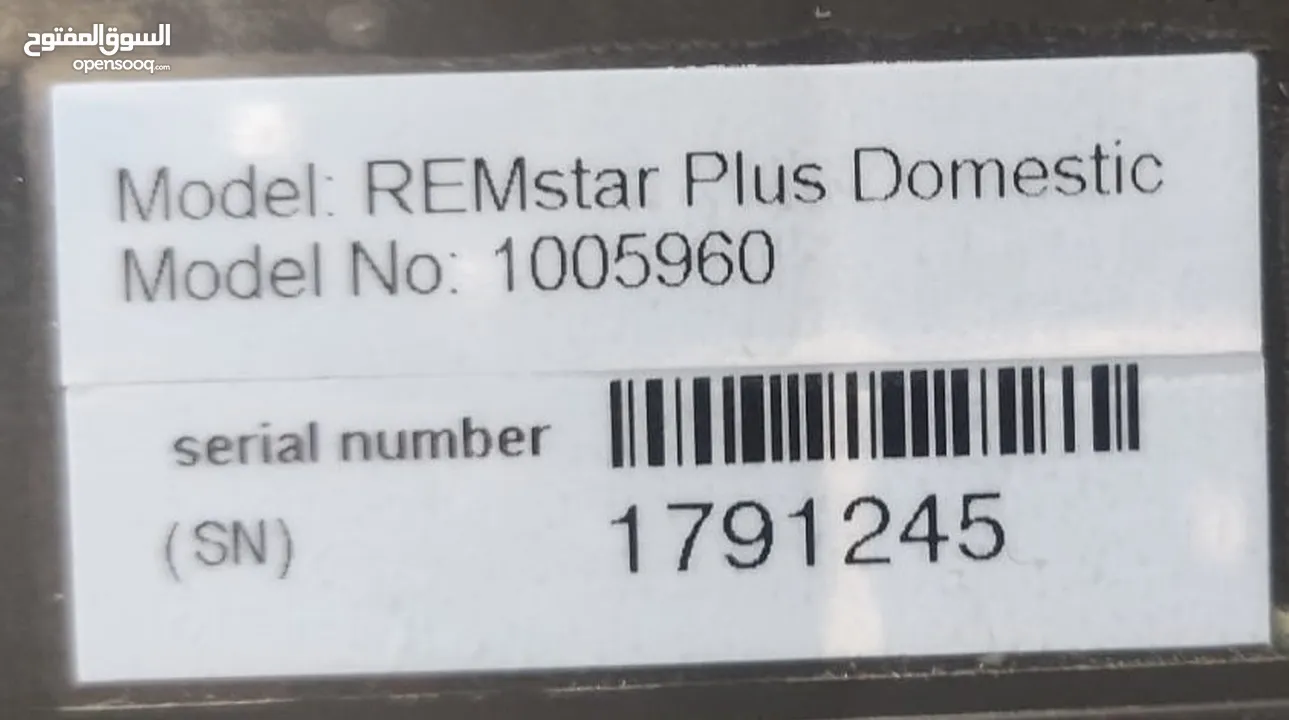 السوق المفتوح
opensooq.com
Model: REMstar Plus Domestic
Model No: 1005960
serial number
(SN) 1791245